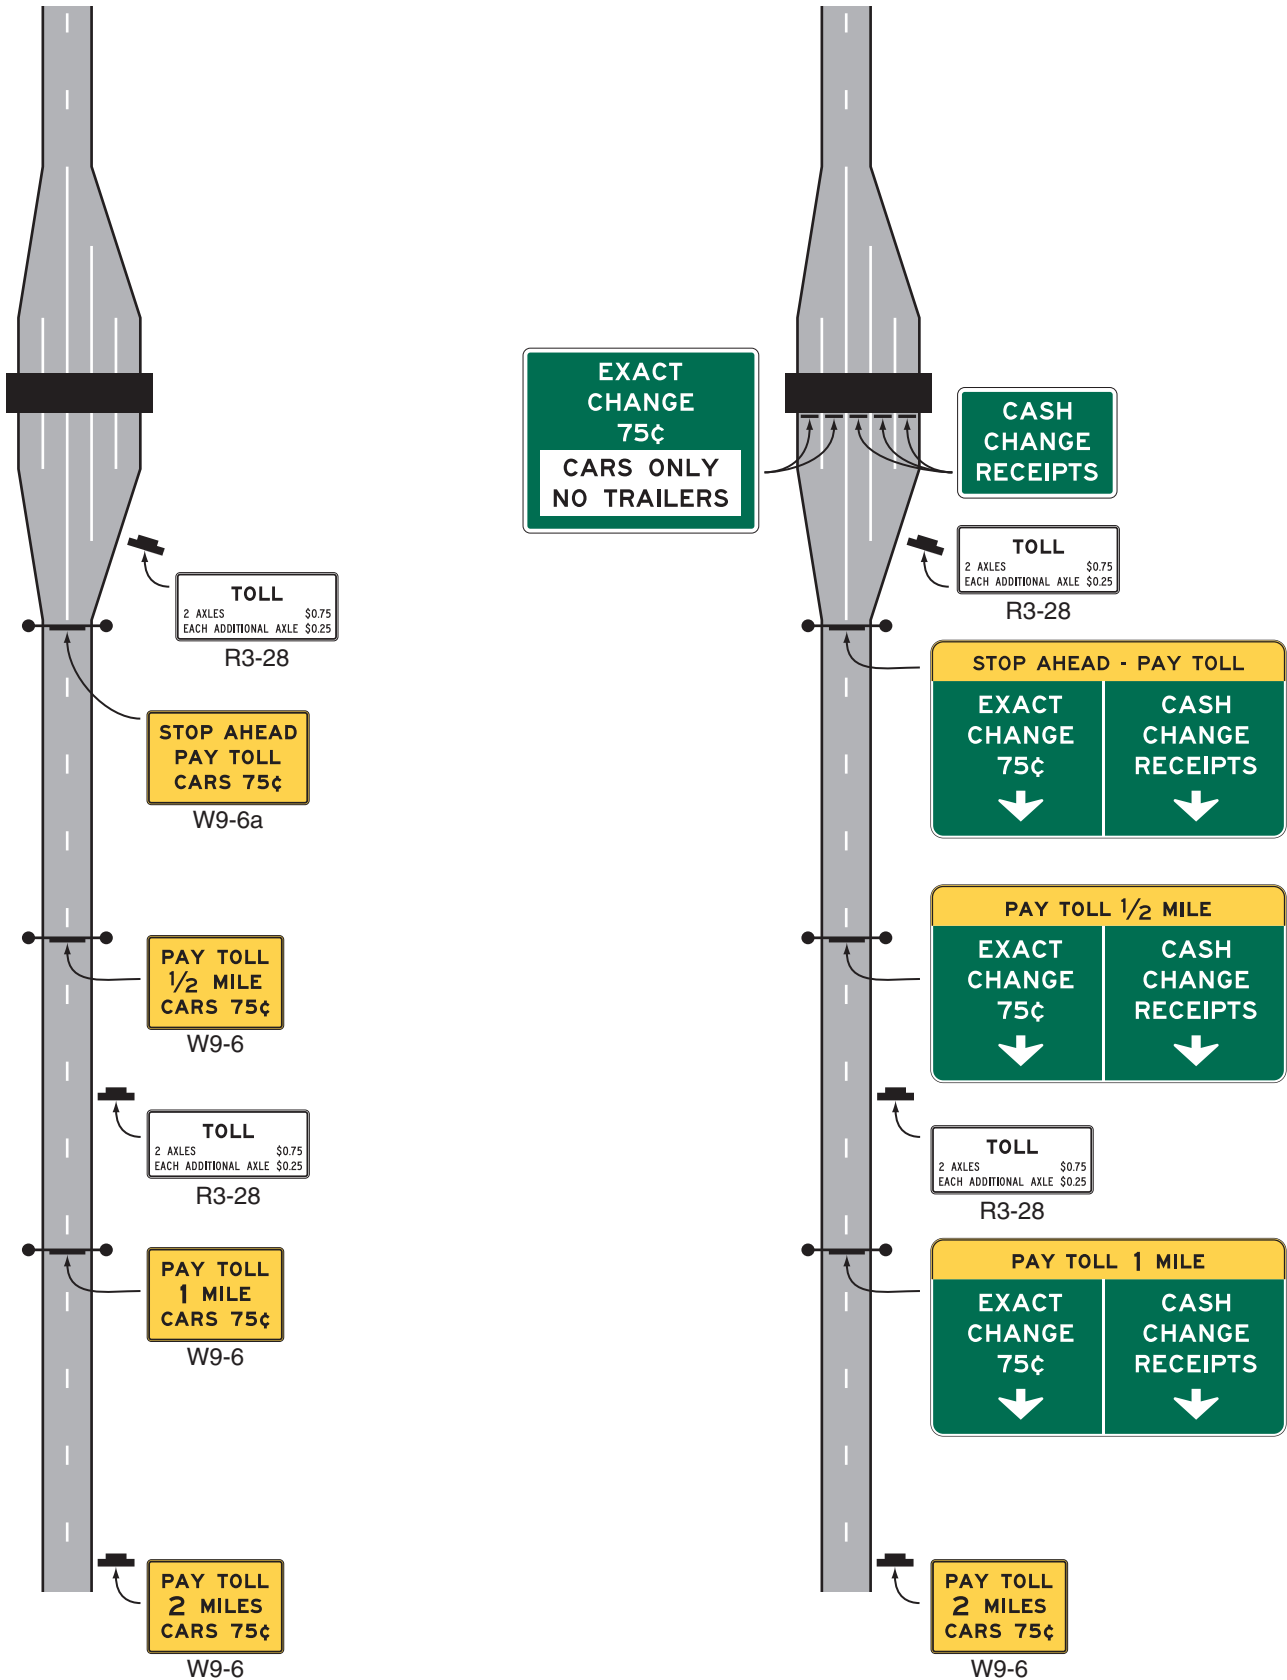 TOLL
2 AXLES $0.75
EACH ADDITIONAL AXLE $0.25
R3-28
STOP AHEAD
PAY TOLL
CARS 75¢
W9-6a
PAY TOLL
1/2 MILE
CARS 75¢
W9-6
TOLL
2 AXLES $0.75
EACH ADDITIONAL AXLE $0.25
R3-28
PAY TOLL
1 MILE
CARS 75¢
W9-6
PAY TOLL
2 MILES
CARS 75¢
W9-6
EXACT
CHANGE
75¢
CARS ONLY
NO TRAILERS
CASH
CHANGE
RECEIPTS
TOLL
2 AXLES $0.75
EACH ADDITIONAL AXLE $0.25
R3-28
STOP AHEAD - PAY TOLL
EXACT
CHANGE
75¢
CASH
CHANGE
RECEIPTS
PAY TOLL 1/2 MILE
EXACT
CHANGE
75¢
CASH
CHANGE
RECEIPTS
TOLL
2 AXLES $0.75
EACH ADDITIONAL AXLE $0.25
R3-28
PAY TOLL 1 MILE
EXACT
CHANGE
75¢
CASH
CHANGE
RECEIPTS
PAY TOLL
2 MILES
CARS 75¢
W9-6